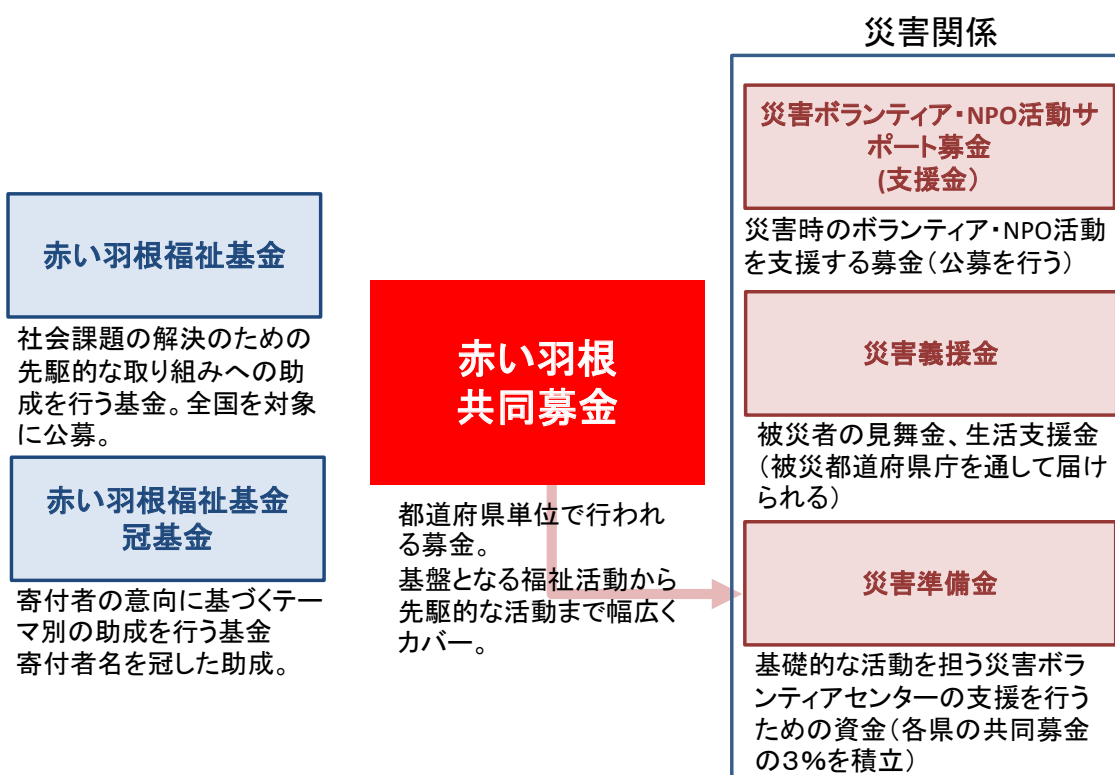 赤い羽根福祉基金
社会課題の解決のための
先駆的な取り組みへの助
成を行う基金。全国を対象
に公募。
赤い羽根福祉基金
冠基金
寄付者の意向に基づくテー
マ別の助成を行う基金
寄付者名を冠した助成。
赤い羽根
共同募金
都道府県単位で行われ
る募金。
基盤となる福祉活動から
先駆的な活動まで幅広く
カバー。
災害関係
災害ボランティア・NPO活動サ
ポート募金
(支援金）
災害時のボランティア・NPO活動
を支援する募金（公募を行う）
災害義援金
被災者の見舞金、生活支援金
（被災都道府県庁を通して届け
られる）
災害準備金
基礎的な活動を担う災害ボラ
ンティアセンターの支援を行う
ための資金（各県の共同募金
の３％を積立）